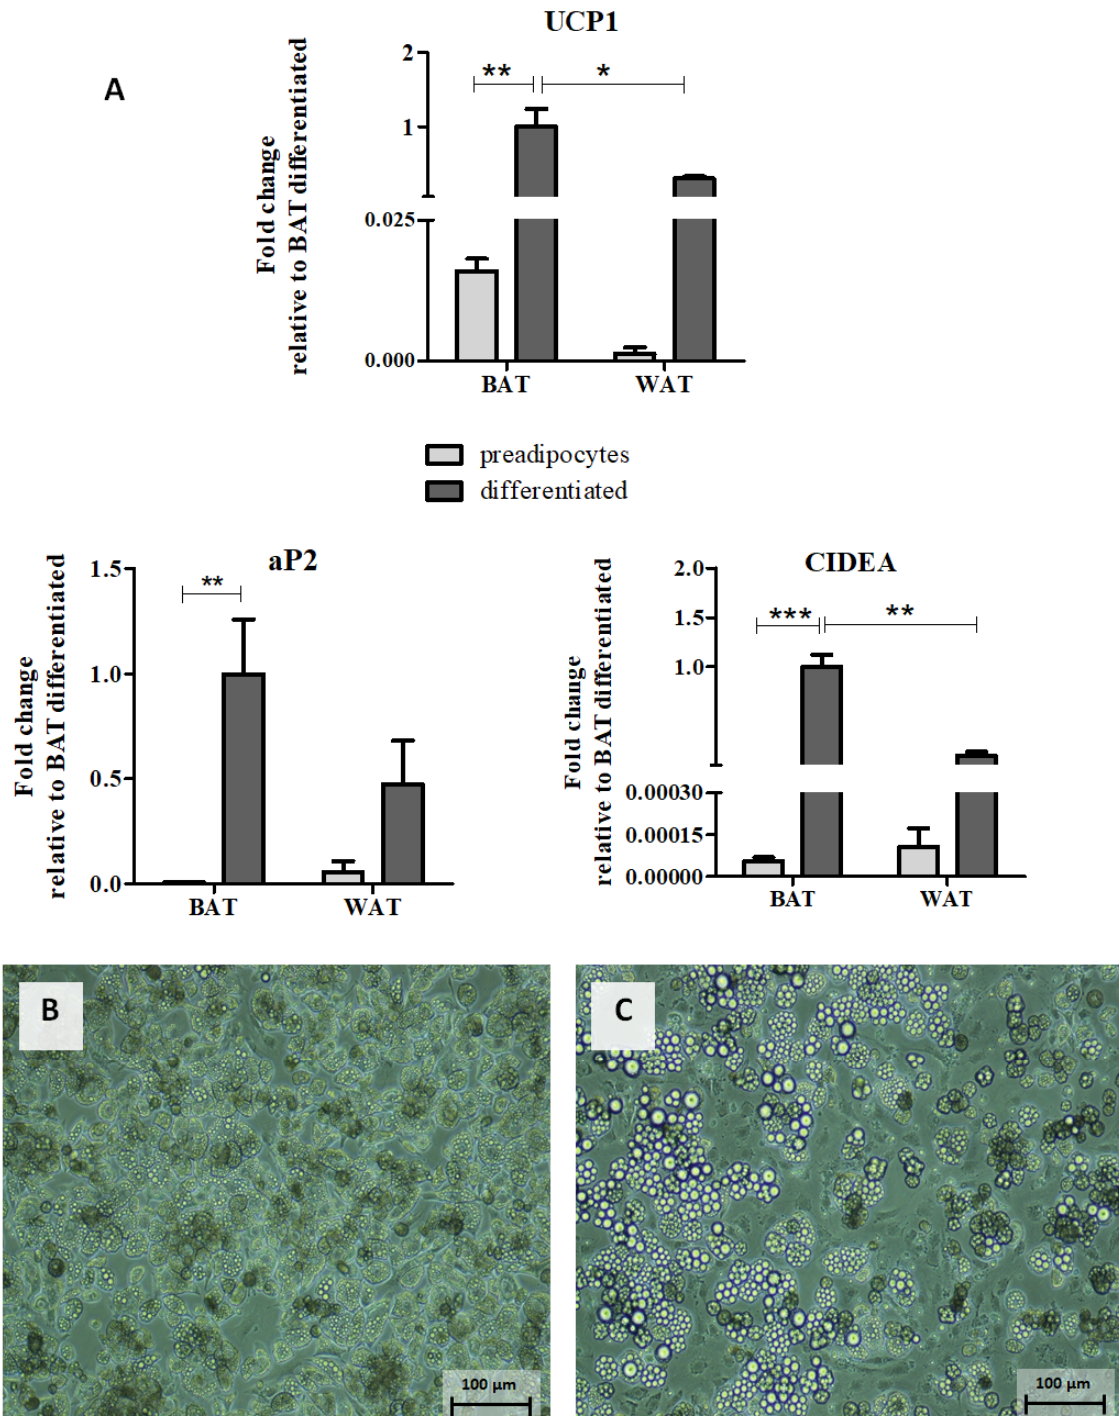 A
UCP1
Fold change
relative to BAT differentiated
2
1
0.025
0.000
**
*
BAT
WAT
preadipocytes
differentiated
aP2
Fold change
relative to BAT differentiated
1.5
1.0
0.5
0.0
**
BAT
WAT
CIDEA
Fold change
relative to BAT differentiated
2.0
1.5
1.0
0.00030
0.00015
0.00000
***
**
BAT
WAT
B
100 µm
C
100 µm